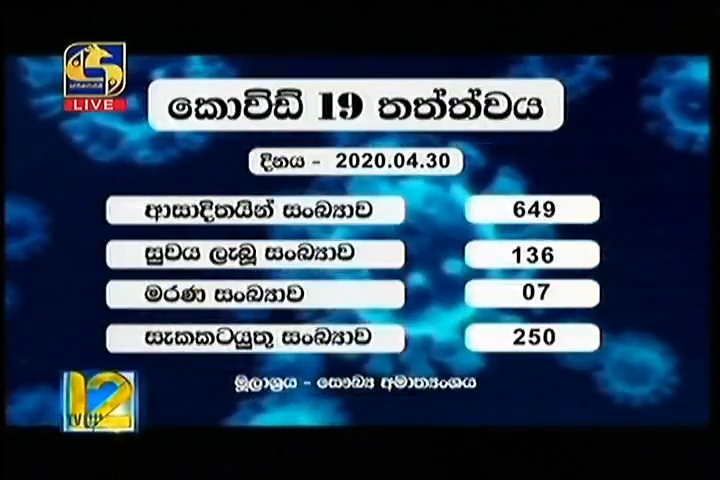 LIVE
කොවිඩ් 19 තත්ත්වය
දිනය - 2020.04.30
ආසාදිතයින් සංඛ්‍යාව 649
සුවය ලැබූ සංඛ්‍යාව 136
මරණ සංඛ්‍යාව 07
සැකකටයුතු සංඛ්‍යාව 250
මූලාශ්‍රය - සෞඛ්‍ය අමාත්‍යංශය
12